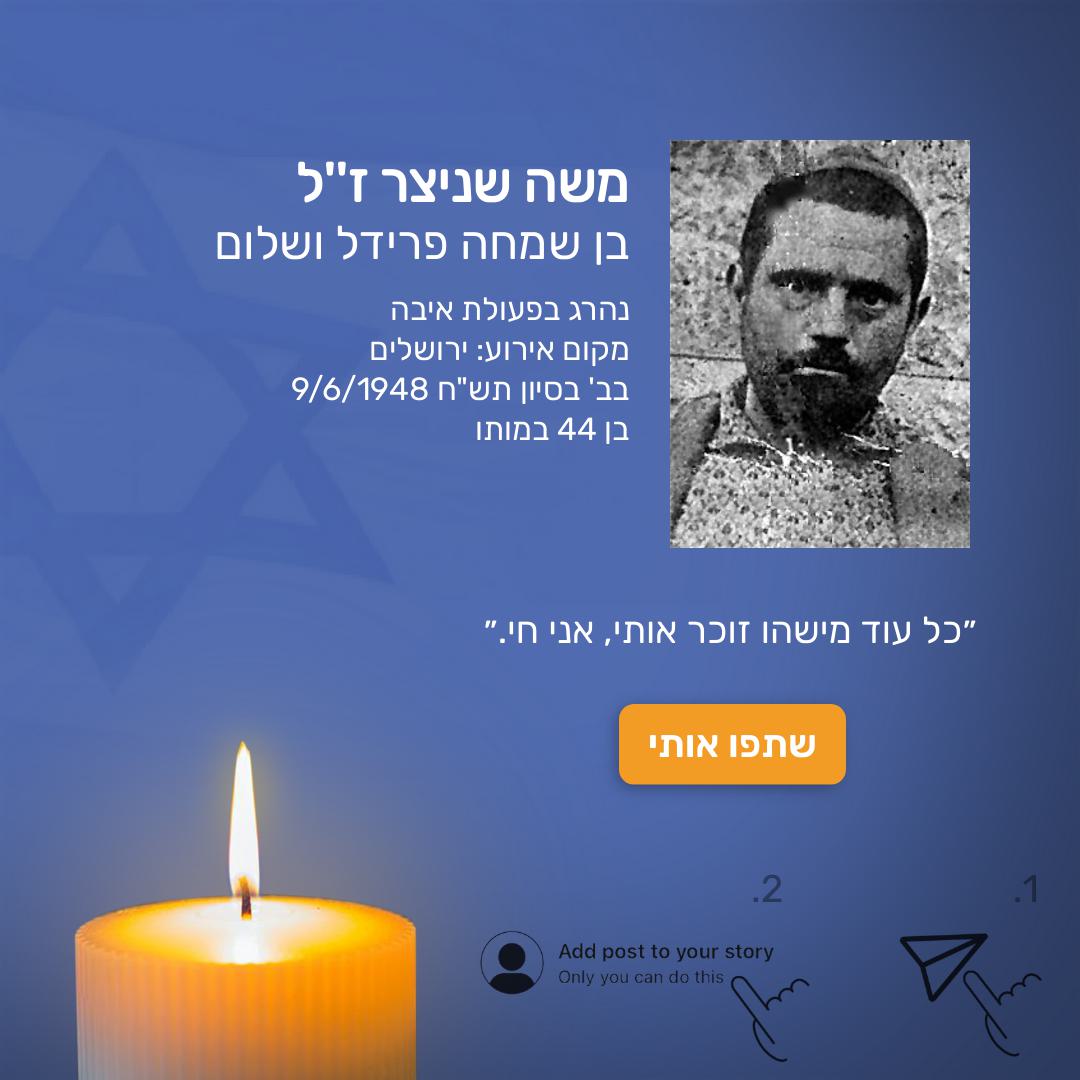 משה שניצר ז"ל
בן שמחה פרידל ושלום
נהרג בפעולת איבה
מקום אירוע: ירושלים
בב' בסיון תש"ח 9/6/1948
בן 44 במותו
״כל עוד מישהו זוכר אותי, אני חי.״
שתפו אותי
1.
2.
Add post to your story
Only you can do this